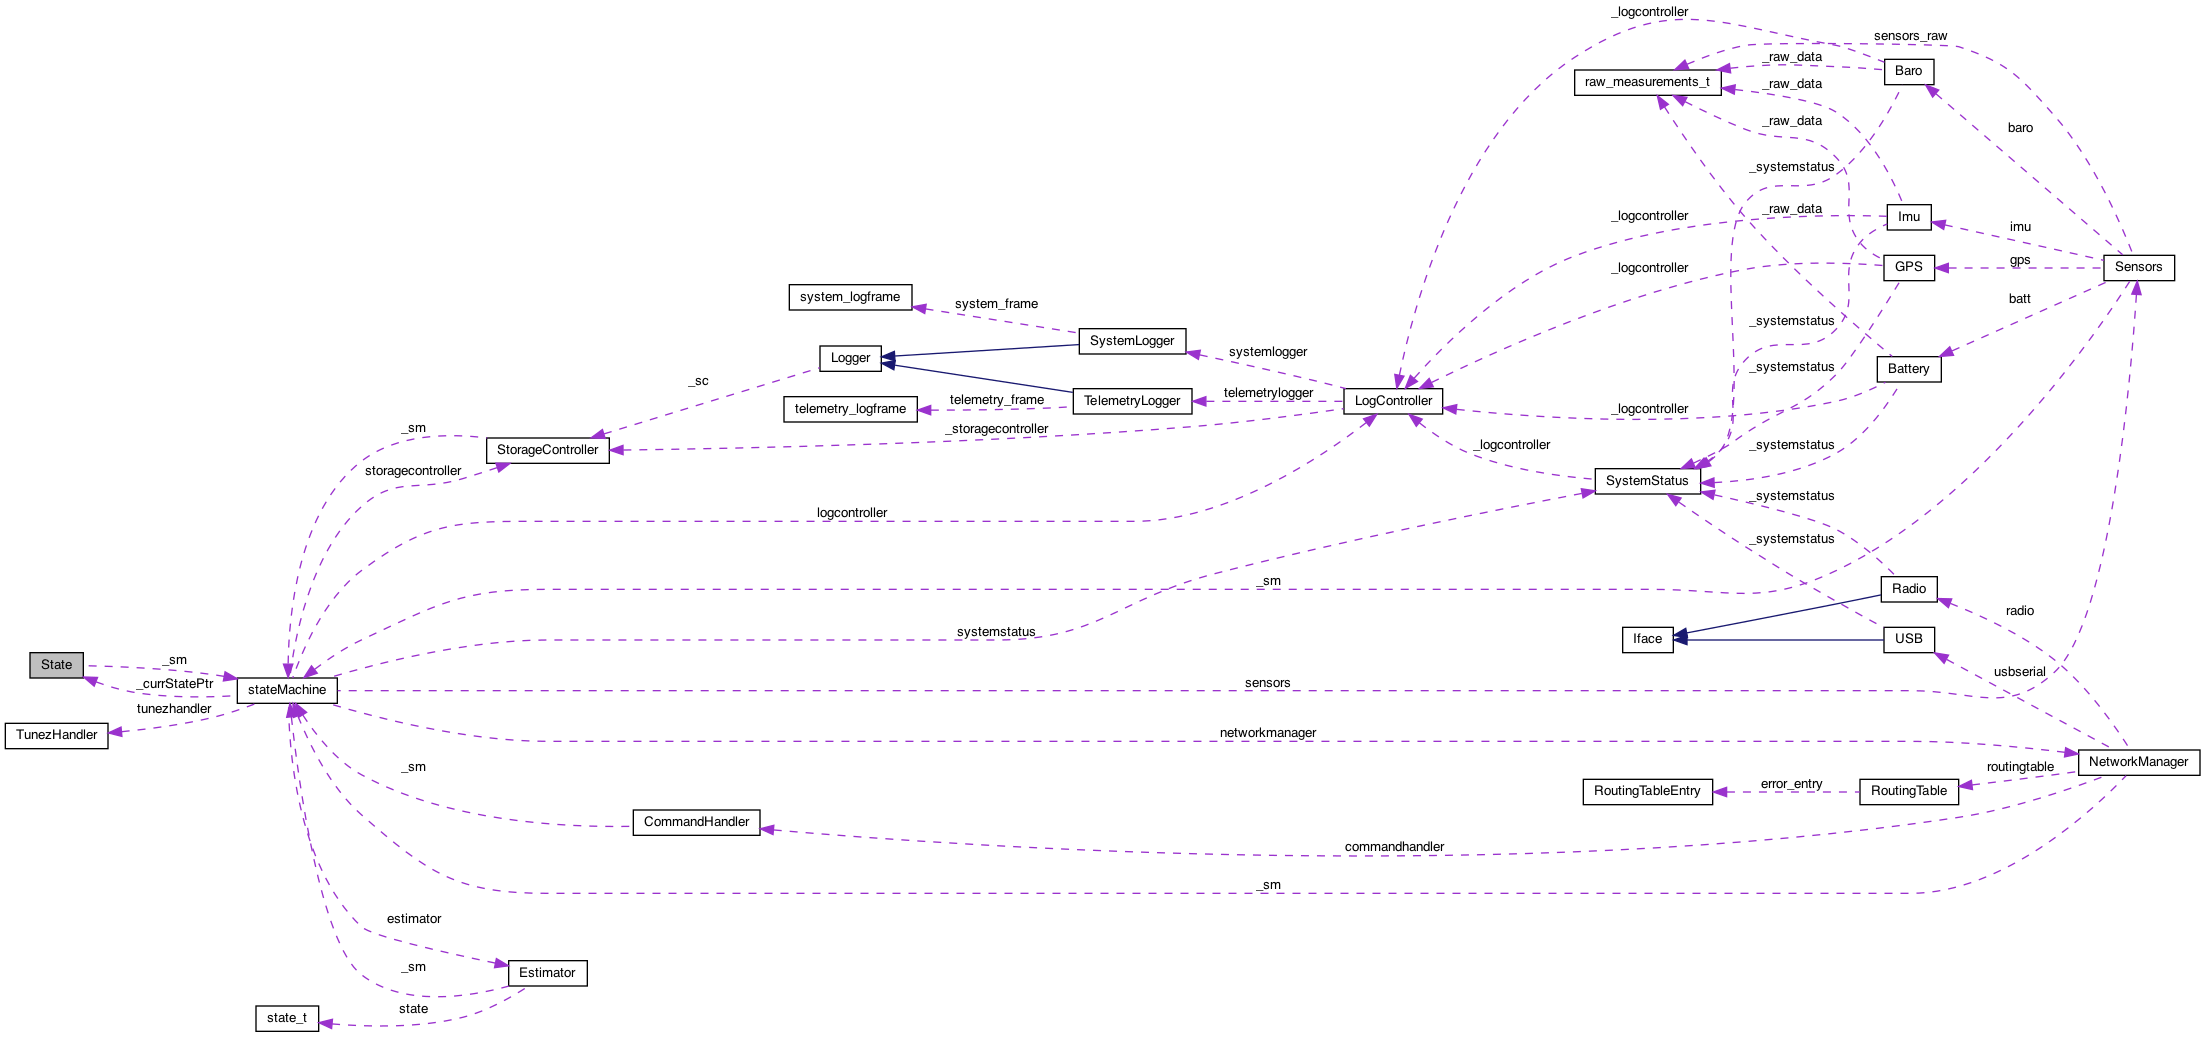 _logcontroller
sensors_raw
_raw_data
Baro
raw_measurements_t
_raw_data
_raw_data
baro
_systemstatus
_raw_data
_logcontroller
Imu
imu
_logcontroller
GPS
gps
Sensors
system_logframe
system_frame
batt
_systemstatus
SystemLogger
Logger
systemlogger
_systemstatus
Battery
_sc
telemetry_logframe
telemetry_frame
TelemetryLogger
telemetrylogger
LogController
_logcontroller
_sm
_storagecontroller
StorageController
_logcontroller
_systemstatus
storagecontroller
SystemStatus
_systemstatus
logcontroller
_systemstatus
_sm
Radio
radio
systemstatus
Iface
USB
State
_sm
_currStatePtr
stateMachine
sensors
usbserial
tunezhandler
TunezHandler
networkmanager
NetworkManager
_sm
routingtable
RoutingTableEntry
error_entry
RoutingTable
CommandHandler
commandhandler
_sm
estimator
_sm
Estimator
state
state_t